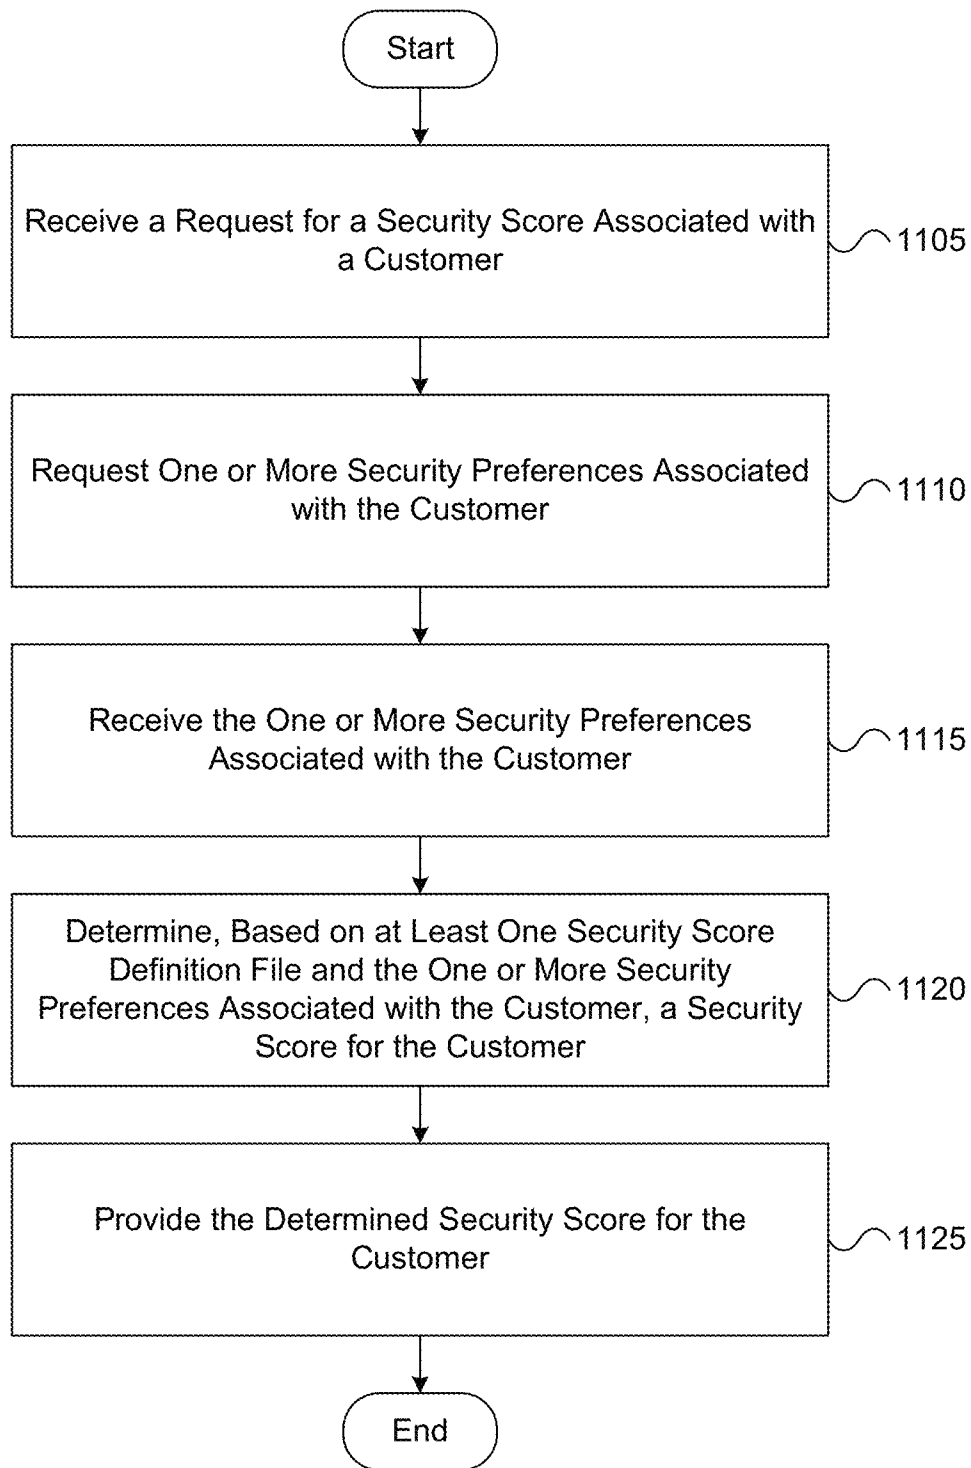 Start
Receive a Request for a Security Score Associated with
a Customer
1105
Request One or More Security Preferences Associated
with the Customer
1110
Receive the One or More Security Preferences
Associated with the Customer
1115
Determine, Based on at Least One Security Score
Definition File and the One or More Security
Preferences Associated with the Customer, a Security
Score for the Customer
1120
Provide the Determined Security Score for the
Customer
1125
End